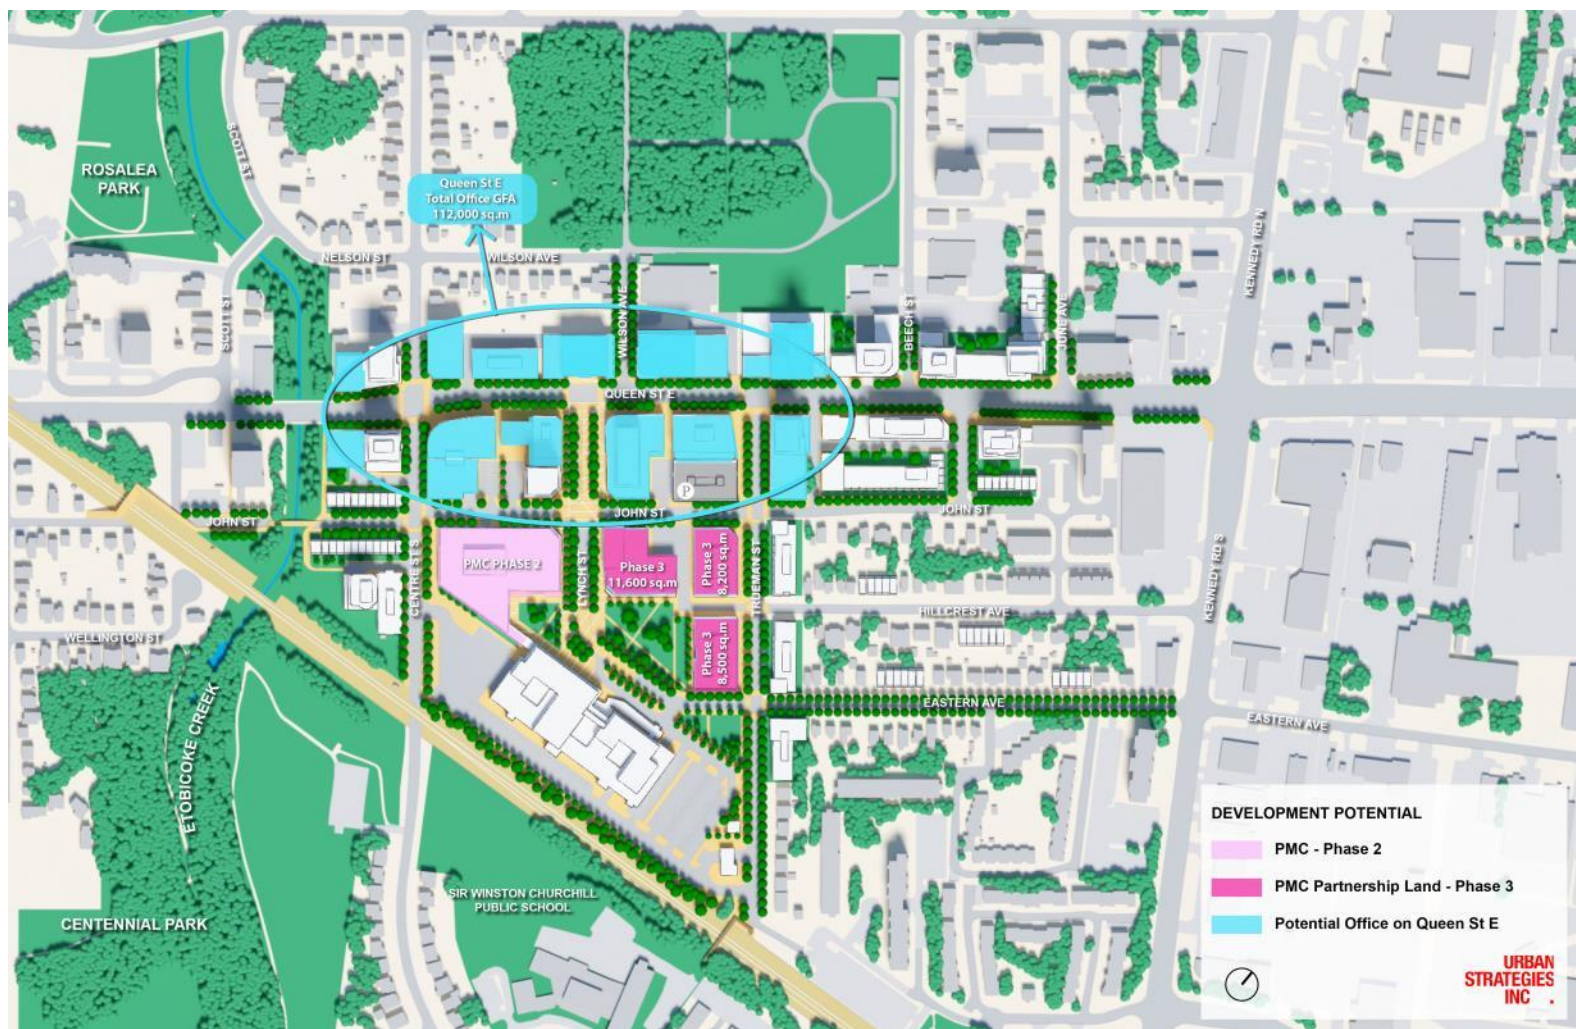 ROSALEA
PARK
SCOTT ST
Queen St E
Total Office GFA
112,000 sq.m
NELSON ST
WILSON AVE
KENNEDY RD N
SCOTT ST
WILSON AVE
BEECH ST
JUNE AVE
QUEEN ST E
P
JOHN ST
JOHN ST
JOHN ST
CENTRE ST S
PMC PHASE 2
LYNCH ST
Phase 3
11,600 sq.m
Phase 3
8,200 sq.m
TRUEMAN ST
HILLCREST AVE
KENNEDY RD S
WELLINGTON ST
Phase 3
8,500 sq.m
EASTERN AVE
EASTERN AVE
ETOBICOKE CREEK
SIR WINSTON CHURCHILL
PUBLIC SCHOOL
CENTENNIAL PARK
DEVELOPMENT POTENTIAL
PMC - Phase 2
PMC Partnership Land - Phase 3
Potential Office on Queen St E
URBAN
STRATEGIES
INC .